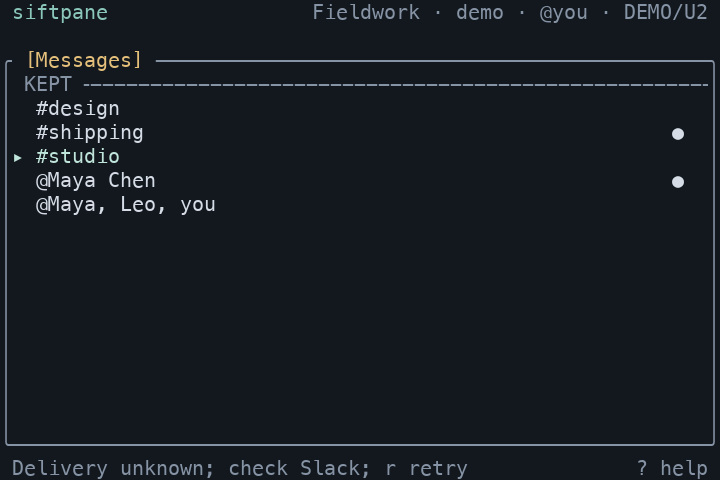 siftpane Fieldwork · demo · @you · DEMO/U2
[Messages]
KEPT
#design
#shipping ●
▸ #studio
@Maya Chen ●
@Maya, Leo, you
Delivery unknown; check Slack; r retry ? help